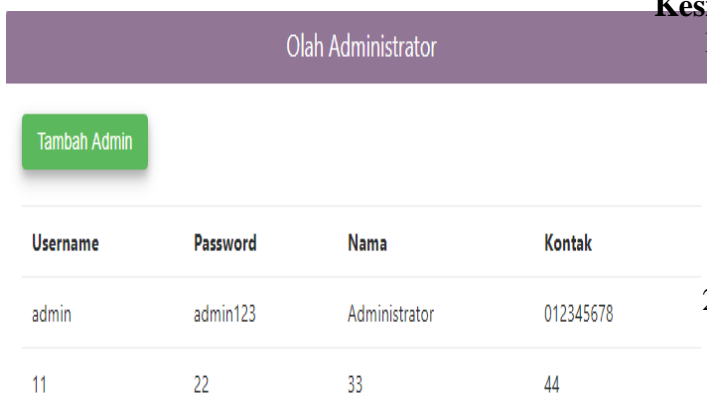 Olah Administrator
Tambah Admin
Username Password Nama Kontak
admin admin123 Administrator 012345678
11 22 33 44